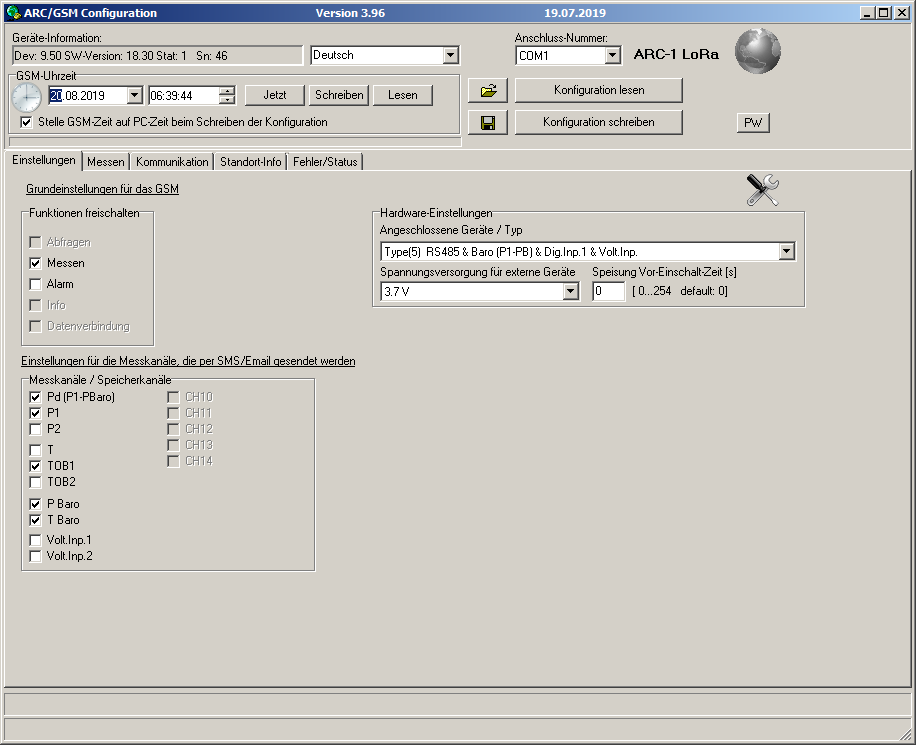 ARC/GSM Configuration Version 3.96 19.07.2019
Geräte-Information:
Dev: 9.50 SW-Version: 18.30 Stat: 1 Sn: 46
Deutsch
Anschluss-Nummer:
COM1
ARC-1 LoRa
GSM-Uhrzeit
20.08.2019
06:39:44
Jetzt
Schreiben
Lesen
Stelle GSM-Zeit auf PC-Zeit beim Schreiben der Konfiguration
Konfiguration lesen
Konfiguration schreiben
PW
Einstellungen Messen Kommunikation Standort-Info Fehler/Status
Grundeinstellungen für das GSM
Funktionen freischalten
Abfragen
Messen
Alarm
Info
Datenverbindung
Hardware-Einstellungen
Angeschlossene Geräte / Typ
Type(5) RS485 & Baro (P1-PB) & Dig.Inp.1 & Volt.Inp.
Spannungsversorgung für externe Geräte
3.7 V
Speisung Vor-Einschalt-Zeit [s]
0
[ 0...254 default: 0]
Einstellungen für die Messkanäle, die per SMS/Email gesendet werden
Messkanäle / Speicherkanäle
Pd (P1-PBaro)
P1
P2
T
TOB1
TOB2
P Baro
T Baro
Volt.Inp.1
Volt.Inp.2
CH10
CH11
CH12
CH13
CH14